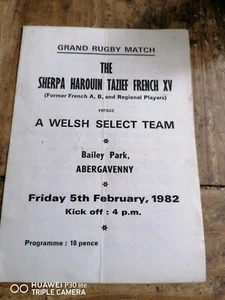 GRAND RUGBY MATCH
THE
SHERPA HAROUIN TAZIEF FRENCH XV
(Former French A, B, and Regional Players)
versus
A WELSH SELECT TEAM
Bailey Park,
ABERGAVENNY
Friday 5th February, 1982
Kick off : 4 p.m.
Programme : 10 pence
HUAWEI P30 lite
TRIPLE CAMERA